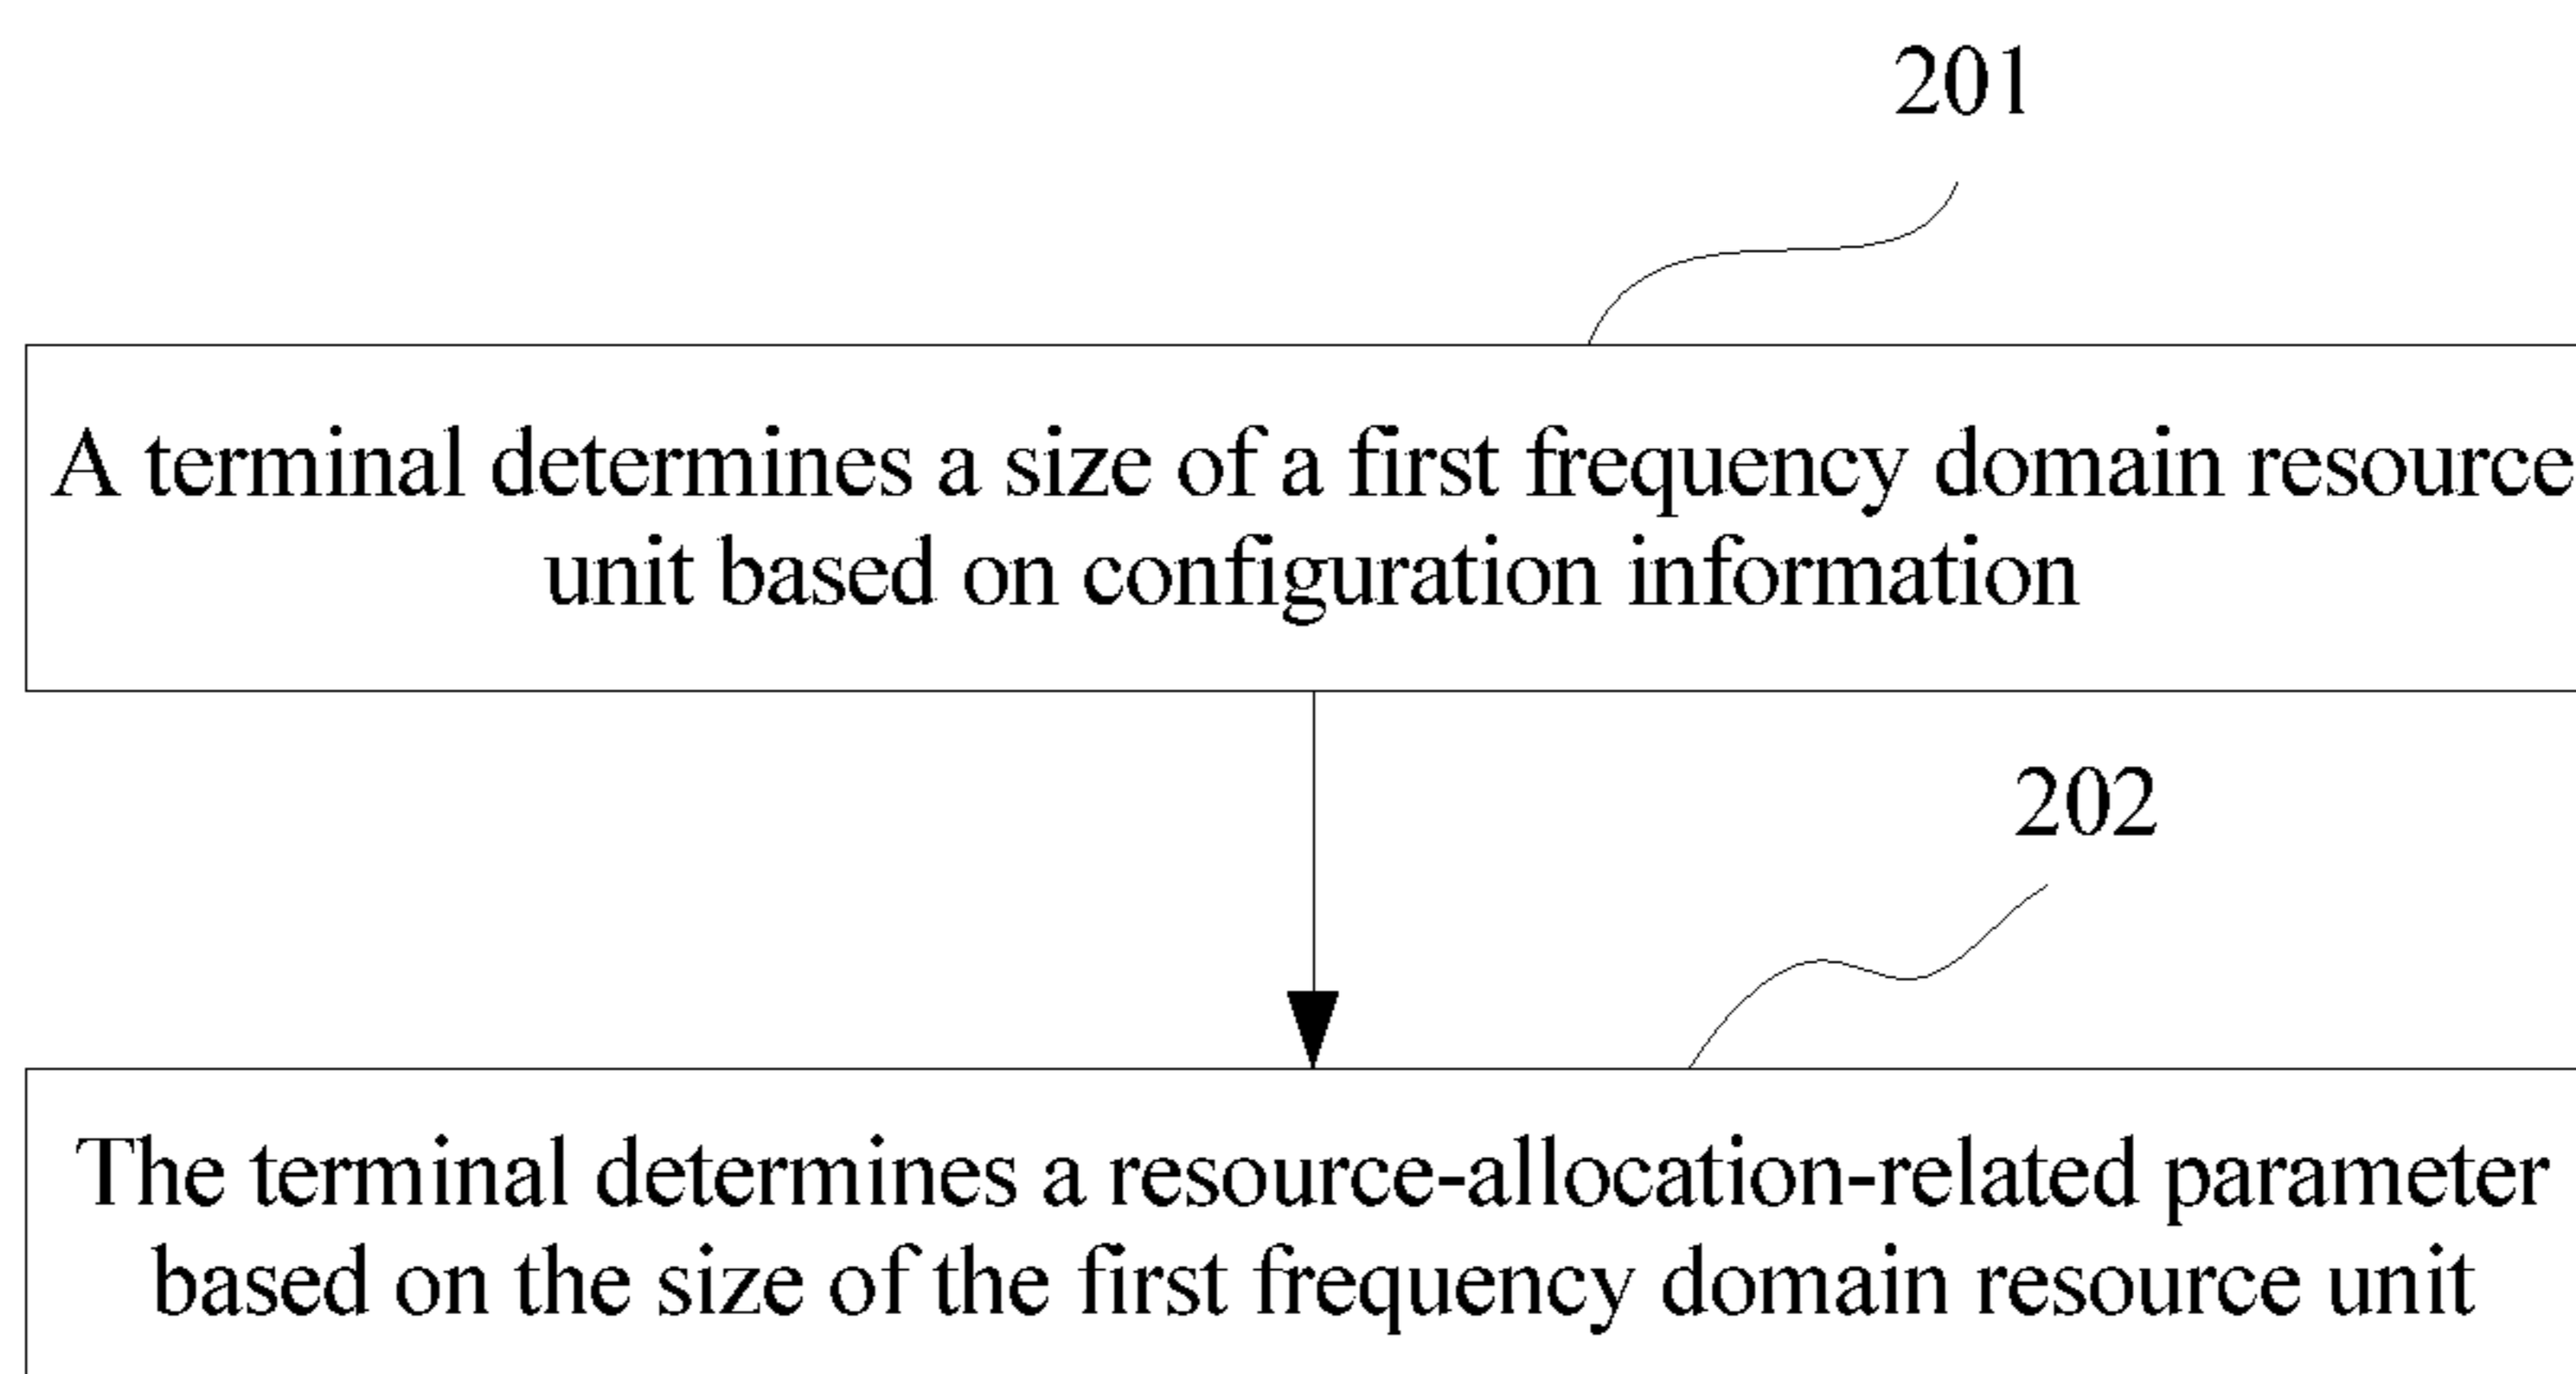 201
A terminal determines a size of a first frequency domain resource
unit based on configuration information
202
The terminal determines a resource-allocation-related parameter
based on the size of the first frequency domain resource unit